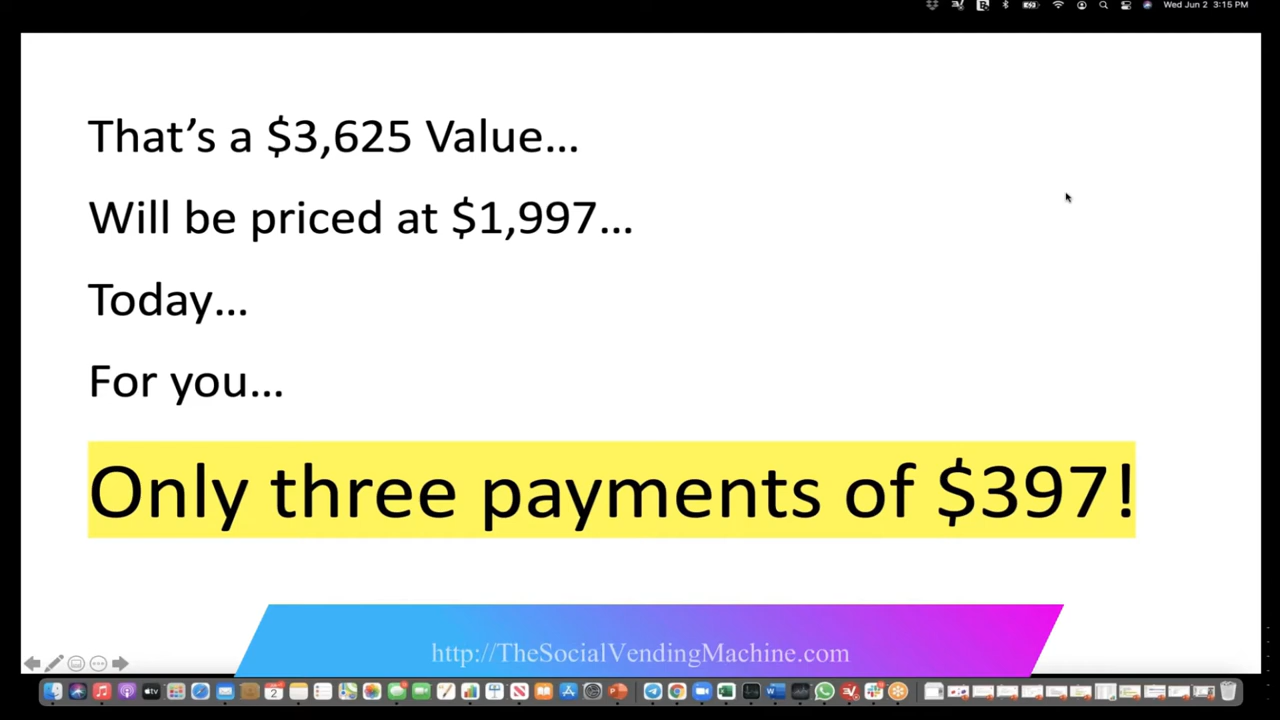 Wed Jun 2 3:15 PM
That’s a $3,625 Value…
Will be priced at $1,997…
Today…
For you…
Only three payments of $397!
http://TheSocialVendingMachine.com